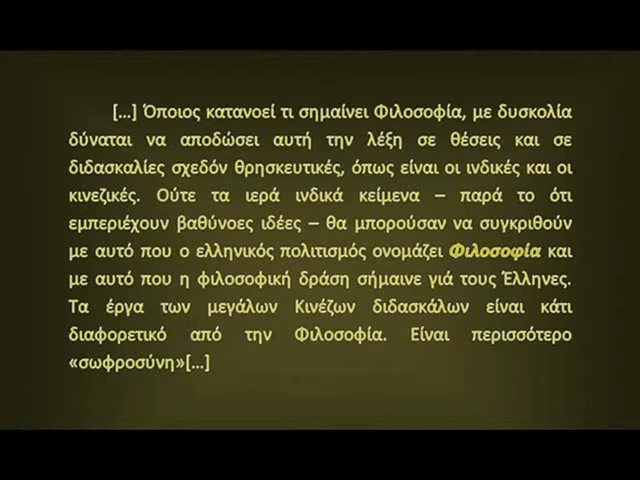 [...] Όποιος κατανοεί τι σημαίνει Φιλοσοφία, με δυσκολία
δύναται να αποδώσει αυτή την λέξη σε θέσεις και σε
διδασκαλίες σχεδόν θρησκευτικές, όπως είναι οι ινδικές και οι
κινεζικές. Ούτε τα ιερά ινδικά κείμενα – παρά το ότι
εμπεριέχουν βαθύνοες ιδέες – θα μπορούσαν να συγκριθούν
με αυτό που ο ελληνικός πολιτισμός ονομάζει Φιλοσοφία και
με αυτό που η φιλοσοφική δράση σήμαινε γιά τους Έλληνες.
Τα έργα των μεγάλων Κινέζων διδασκάλων είναι κάτι
διαφορετικό από την Φιλοσοφία. Είναι περισσότερο
«σωφροσύνη»[...]